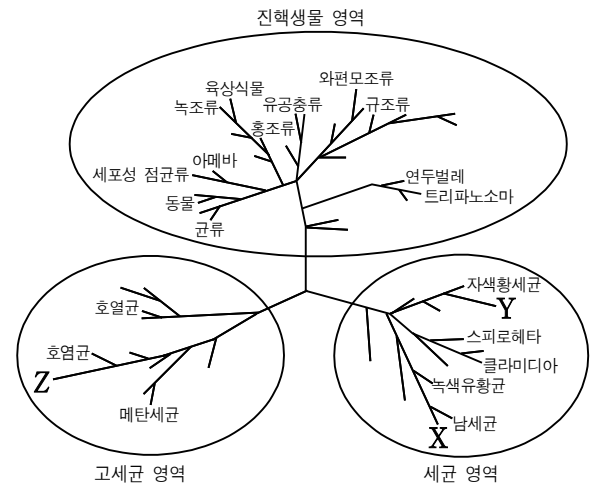 진핵생물 영역
와편모조류
육상식물
녹조류
유공충류
규조류
홍조류
아메바
세포성 점균류
연두벌레
트리파노소마
동물
균류
자색황세균
호열균
Y
스피로헤타
호염균
클라미디아
Z
녹색유황균
메탄세균
남세균
X
고세균 영역
세균 영역